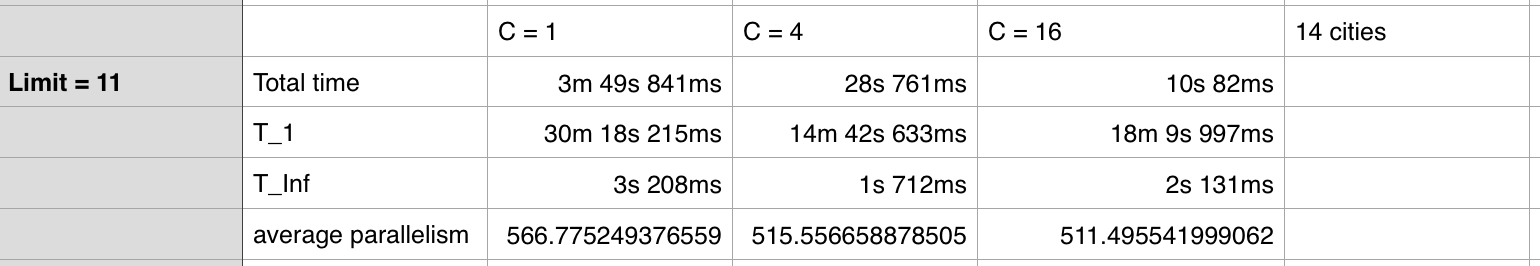 C = 1 C = 4 C = 16 14 cities
Limit = 11 Total time 3m 49s 841ms 28s 761ms 10s 82ms
T_1 30m 18s 215ms 14m 42s 633ms 18m 9s 997ms
T_Inf 3s 208ms 1s 712ms 2s 131ms
average parallelism 566.775249376559 515.556658878505 511.495541999062